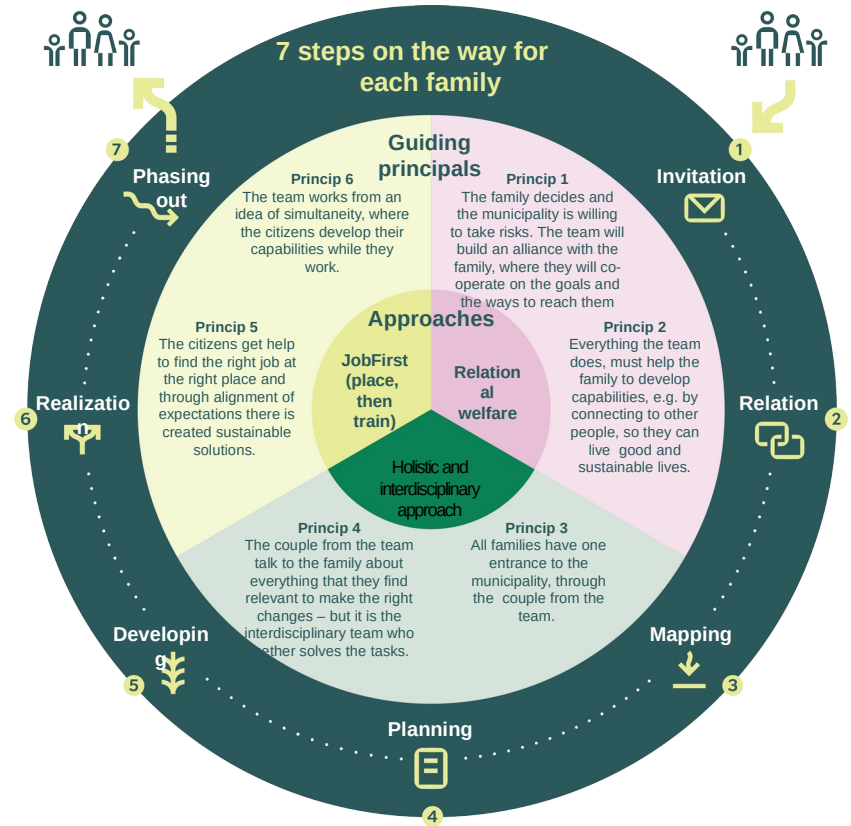 7 steps on the way for
each family
1
Invitation
2
Relation
3
Mapping
4
Planning
5
Developin
g
6
Realizatio
n
7
Phasing
out
Guiding
principals
Princip 1
The family decides and
the municipality is willing
to take risks. The team will
build an alliance with the
family, where they will co-
operate on the goals and
the ways to reach them
Princip 2
Everything the team
does, must help the
family to develop
capabilities, e.g. by
connecting to other
people, so they can
live good and
sustainable lives.
Princip 3
All families have one
entrance to the
municipality, through
the couple from the
team.
Princip 4
The couple from the team
talk to the family about
everything that they find
relevant to make the right
changes – but it is the
interdisciplinary team who
ether solves the tasks.
Princip 5
The citizens get help
to find the right job at
the right place and
through alignment of
expectations there is
created sustainable
solutions.
Princip 6
The team works from an
idea of simultaneity, where
the citizens develop their
capabilities while they
work.
Approaches
JobFirst
(place,
then
train)
Relation
al
welfare
Holistic and
interdisciplinary
approach